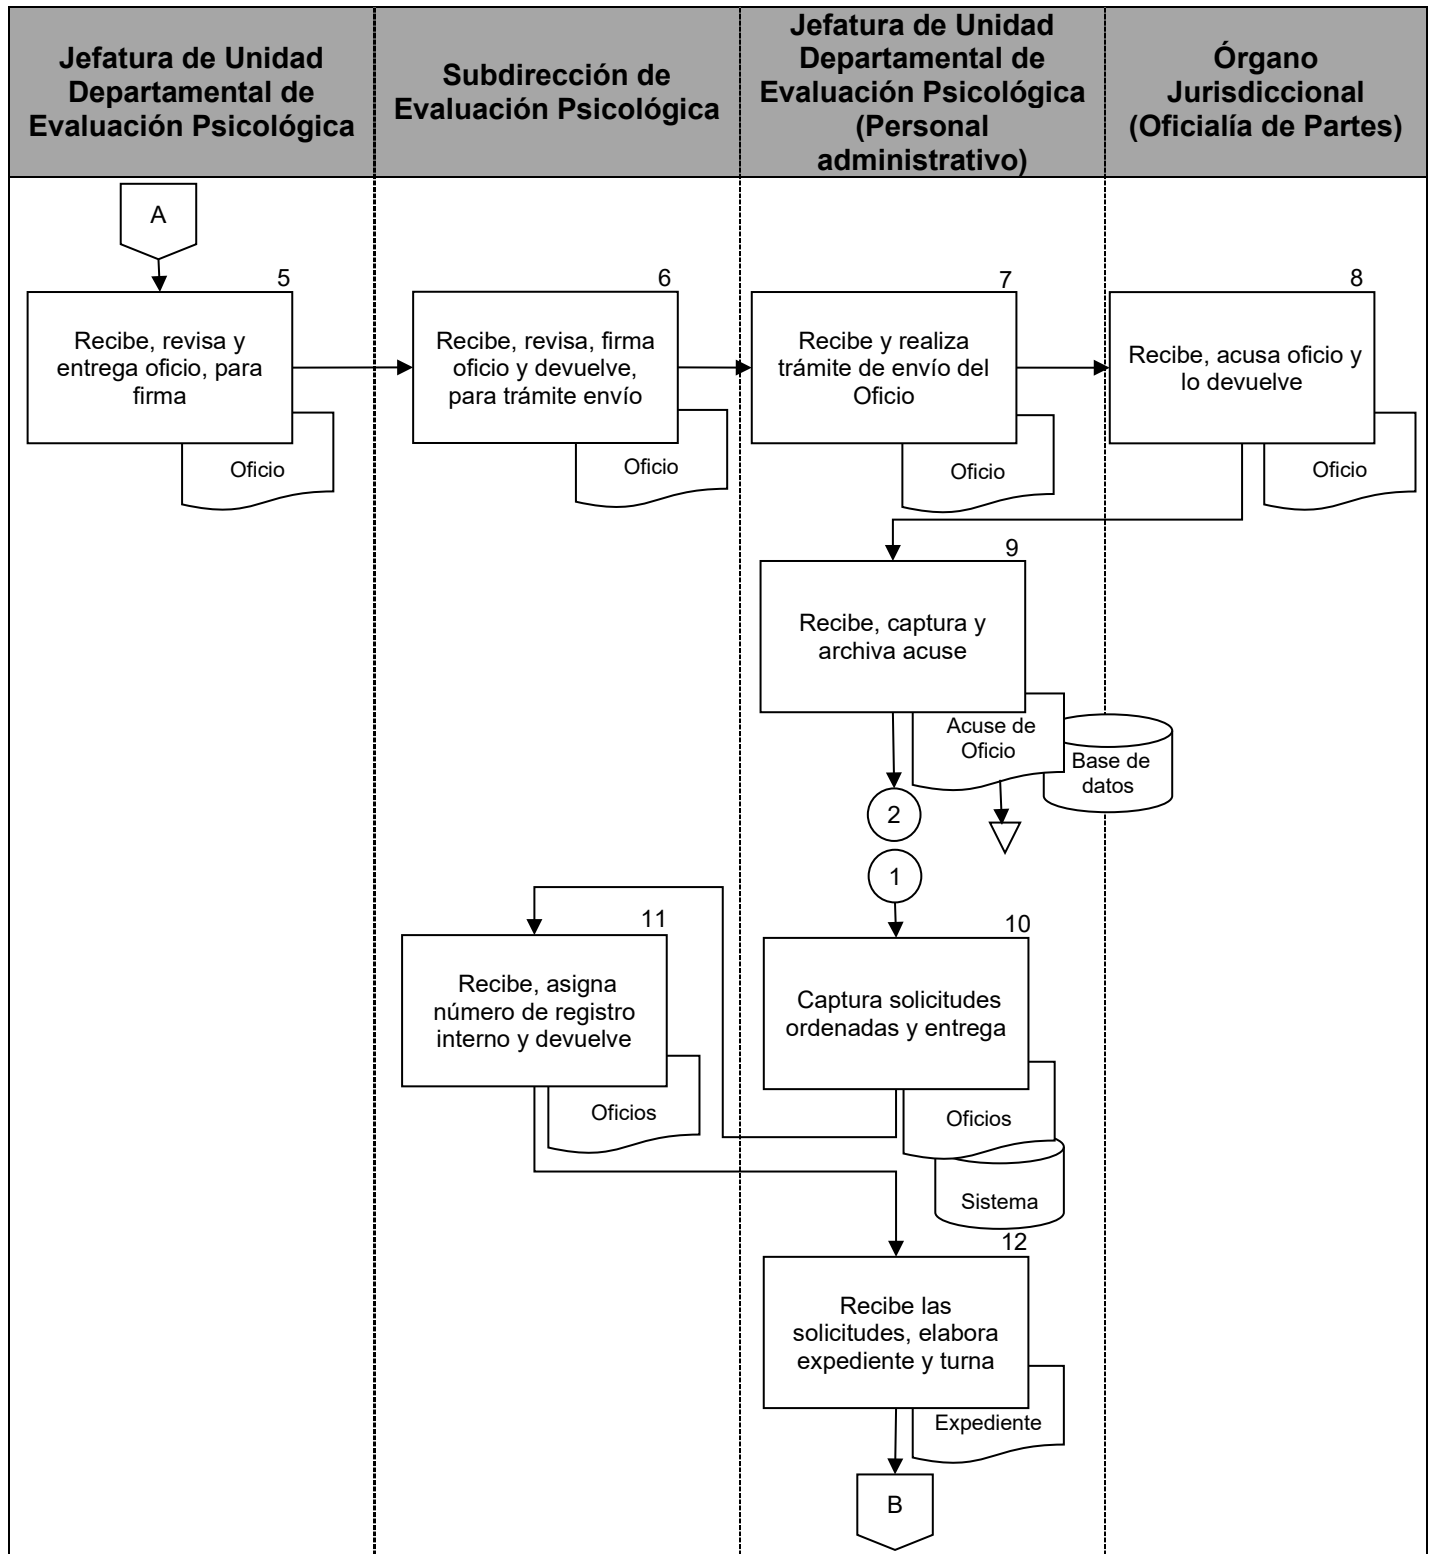 Jefatura de Unidad
Departamental de
Evaluación Psicológica
Subdirección de
Evaluación Psicológica
Jefatura de Unidad
Departamental de
Evaluación Psicológica
(Personal
administrativo)
Órgano
Jurisdiccional
(Oficialía de Partes)
A
5
Recibe, revisa y
entrega oficio, para
firma
Oficio
6
Recibe, revisa, firma
oficio y devuelve,
para trámite envío
Oficio
7
Recibe y realiza
trámite de envío del
Oficio
Oficio
8
Recibe, acusa oficio y
lo devuelve
Oficio
9
Recibe, captura y
archiva acuse
Acuse de
Oficio
Base de
datos
2
1
10
Captura solicitudes
ordenadas y entrega
Oficios
Sistema
11
Recibe, asigna
número de registro
interno y devuelve
Oficios
12
Recibe las
solicitudes, elabora
expediente y turna
Expediente
B